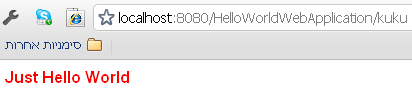 localhost:8080/HelloWorldWebApplication/kuku
סימניות אחרות
Just Hello World